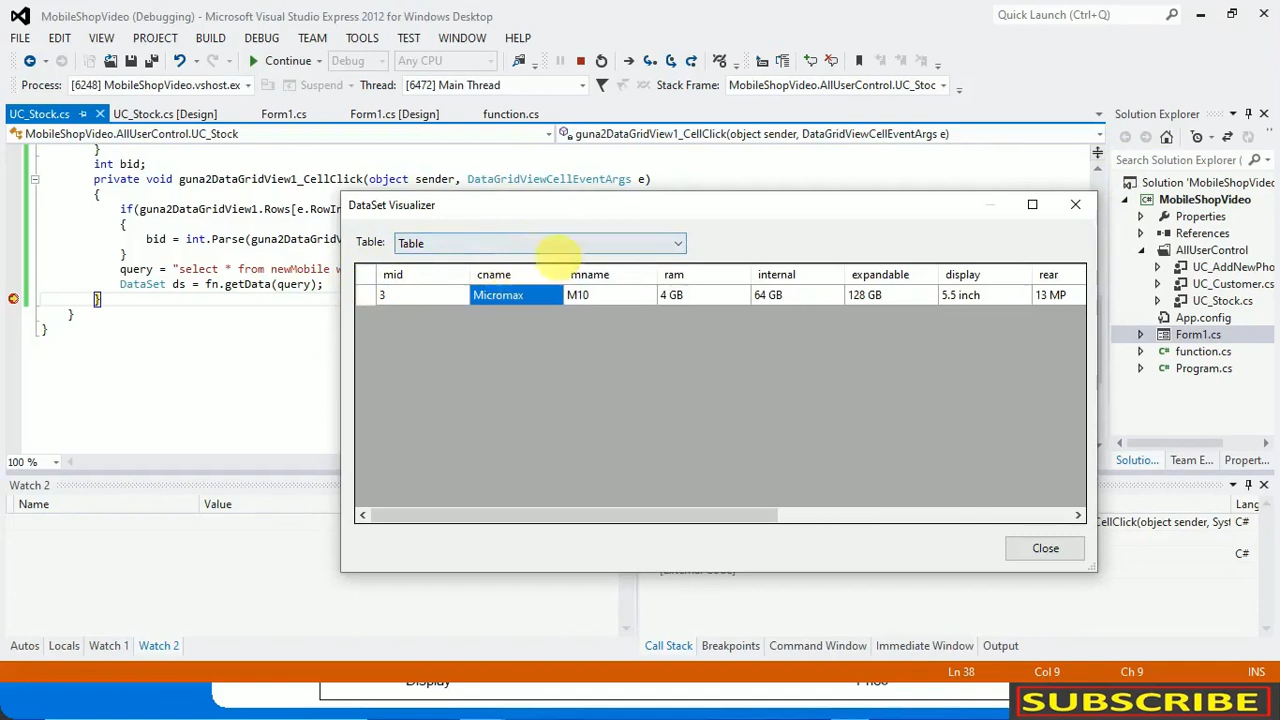 MobileShopVideo (Debugging) - Microsoft Visual Studio Express 2012 for Windows Desktop
Quick Launch (Ctrl+Q)
FILE EDIT VIEW PROJECT BUILD DEBUG TEAM TOOLS TEST WINDOW HELP
Continue Debug Any CPU
Process: [6248] MobileShopVideo.vshost.ex Suspend Thread: [6472] Main Thread Stack Frame: MobileShopVideo.AllUserControl.UC_Stoc
UC_Stock.cs UC_Stock.cs [Design] Form1.cs Form1.cs [Design] function.cs
MobileShopVideo.AllUserControl.UC_Stock guna2DataGridView1_CellClick(object sender, DataGridViewCellEventArgs e)
}
int bid;
private void guna2DataGridView1_CellClick(object sender, DataGridViewCellEventArgs e)
{
if(guna2DataGridView1.Rows[e.RowIn
{
bid = int.Parse(guna2DataGridV
}
query = "select * from newMobile w
DataSet ds = fn.getData(query);
}
}
}
100 %
DataSet Visualizer
Table: Table
mid cname mname ram internal expandable display rear
3 Micromax M10 4 GB 64 GB 128 GB 5.5 inch 13 MP
Close
Solution Explorer
Search Solution Explorer (
Solution 'MobileShopVideo
MobileShopVideo
Properties
References
AllUserControl
UC_AddNewPho
UC_Customer.cs
UC_Stock.cs
App.config
Form1.cs
function.cs
Program.cs
Solutio... Team E... Propert...
Watch 2
Name Value
Lang
CellClick(object sender, Syst C#
C#
Autos Locals Watch 1 Watch 2
Call Stack Breakpoints Command Window Immediate Window Output
Ln 38 Col 9 Ch 9 INS
SUBSCRIBE